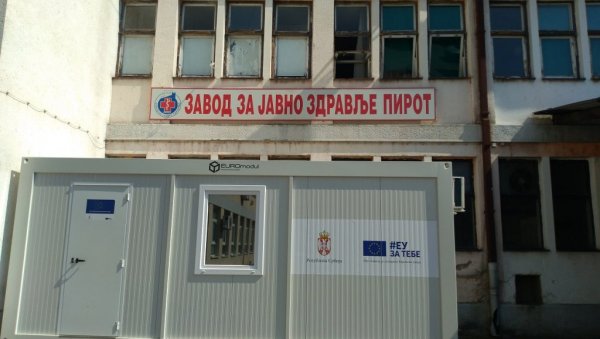 ЗАВОД ЗА ЈАВНО ЗДРАВЉЕ ПИРОТ
EUROmodul
Република Србија
#ЕУ
ЗА ТЕБЕ